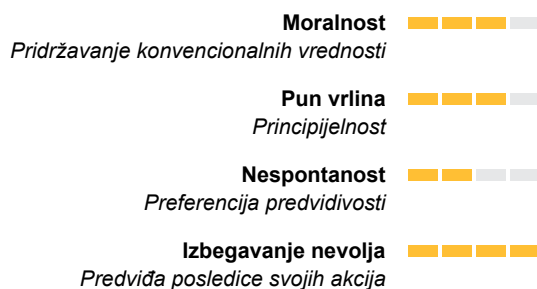 Moralnost
Pridržavanje konvencionalnih vrednosti
Pun vrlina
Principijelnost
Nespontanost
Preferencija predvidivosti
Izbegavanje nevolja
Predviđa posledice svojih akcija